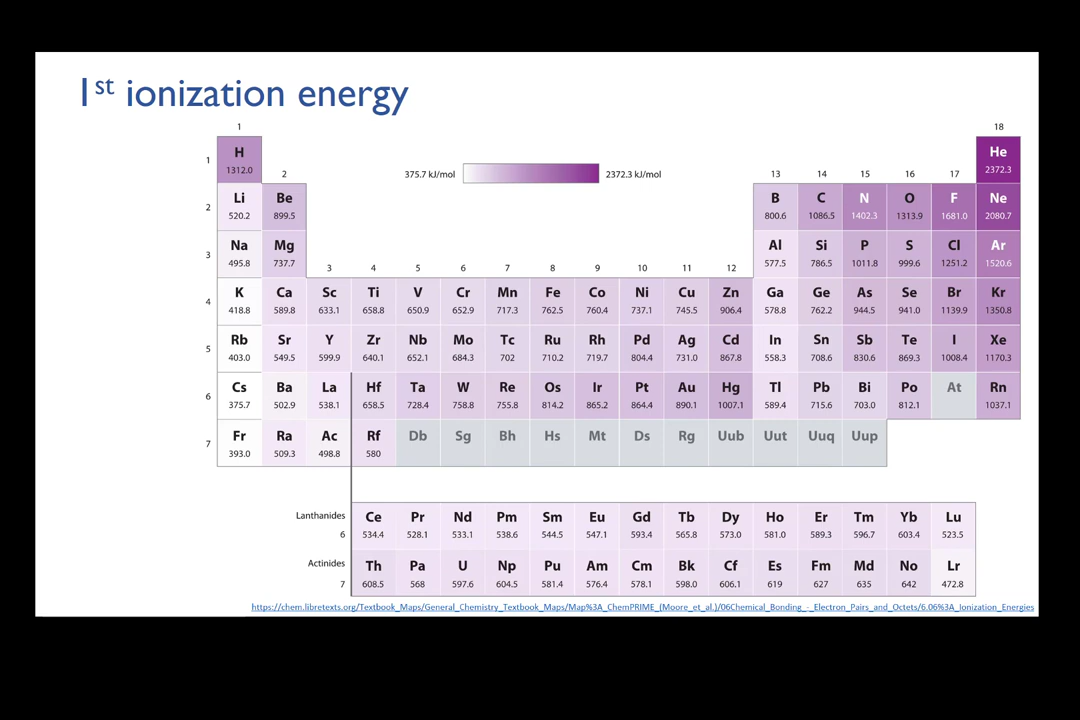 1st ionization energy
1 18
H He
1 375.7 kJ/mol 2372.3 kJ/mol
1312.0 2 13 14 15 16 17 2372.3
Li Be B C N O F Ne
2
520.2 899.5 800.6 1086.5 1402.3 1313.9 1681.0 2080.7
Na Mg Al Si P S Cl Ar
3
495.8 737.7 3 4 5 6 7 8 9 10 11 12 577.5 786.5 1011.8 999.6 1251.2 1520.6
K Ca Sc Ti V Cr Mn Fe Co Ni Cu Zn Ga Ge As Se Br Kr
4
418.8 589.8 633.1 658.8 650.9 652.9 717.3 762.5 760.4 737.1 745.5 906.4 578.8 762.2 944.5 941.0 1139.9 1350.8
Rb Sr Y Zr Nb Mo Tc Ru Rh Pd Ag Cd In Sn Sb Te I Xe
5
403.0 549.5 599.9 640.1 652.1 684.3 702 710.2 719.7 804.4 731.0 867.8 558.3 708.6 830.6 869.3 1008.4 1170.3
Cs Ba La Hf Ta W Re Os Ir Pt Au Hg Tl Pb Bi Po At Rn
6
375.7 502.9 538.1 658.5 728.4 758.8 755.8 814.2 865.2 864.4 890.1 1007.1 589.4 715.6 703.0 812.1 1037.1
Fr Ra Ac Rf Db Sg Bh Hs Mt Ds Rg Uub Uut Uuq Uup
7
393.0 509.3 498.8 580
Lanthanides Ce Pr Nd Pm Sm Eu Gd Tb Dy Ho Er Tm Yb Lu
6 534.4 528.1 533.1 538.6 544.5 547.1 593.4 565.8 573.0 581.0 589.3 596.7 603.4 523.5
Actinides Th Pa U Np Pu Am Cm Bk Cf Es Fm Md No Lr
7 608.5 568 597.6 604.5 581.4 576.4 578.1 598.0 606.1 619 627 635 642 472.8
https://chem.libretexts.org/Textbook_Maps/General_Chemistry_Textbook_Maps/Map%3A_ChemPRIME_(Moore_et_al.)/06Chemical_Bonding_-_Electron_Pairs_and_Octets/6.06%3A_Ionization_Energies